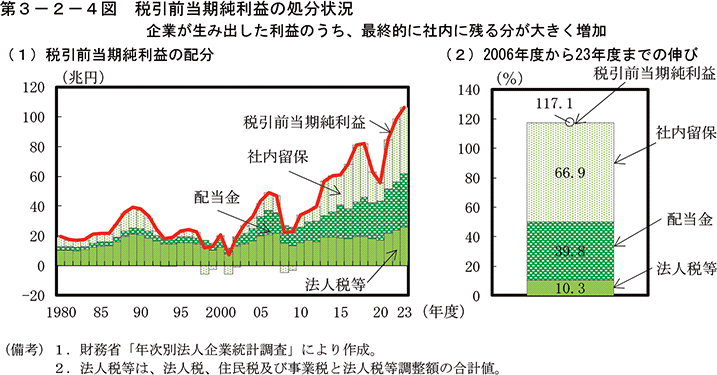 第３－２－４図　税引前当期純利益の処分状況
企業が生み出した利益のうち、最終的に社内に残る分が大きく増加
（１）税引前当期純利益の配分
（兆円）
120
100
80
60
40
20
0
-20
税引前当期純利益
社内留保
配当金
法人税等
1980 85 90 95 2000 05 10 15 20 23 （年度）
（２）2006年度から23年度までの伸び
（%）
140
120
100
80
60
40
20
0
税引前当期純利益
117.1
社内留保
66.9
配当金
39.8
法人税等
10.3
（備考）１．財務省「年次別法人企業統計調査」により作成。
２．法人税等は、法人税、住民税及び事業税と法人税等調整額の合計値。